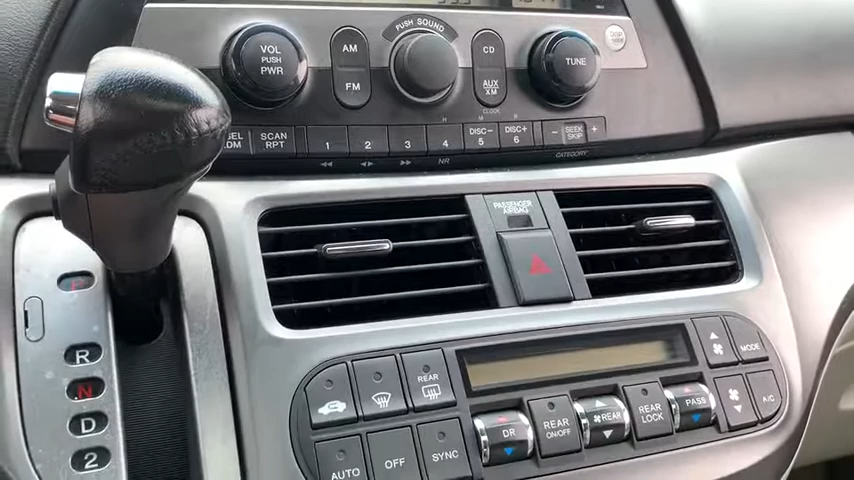 PUSH SOUND
VOL
PUSH
PWR
AM
FM
CD
AUX
XM
TUNE
CLOCK
H M R
SCAN
RPT
1 2 3 4 DISC 5 DISC 6 - SEEK SKIP +
NR
CATEGORY
PASSENGER
AIRBAG
P
R
N
D
2
REAR
MODE
DR
REAR
ON/OFF
REAR
REAR
LOCK
PASS
A/C
AUTO
OFF
SYNC